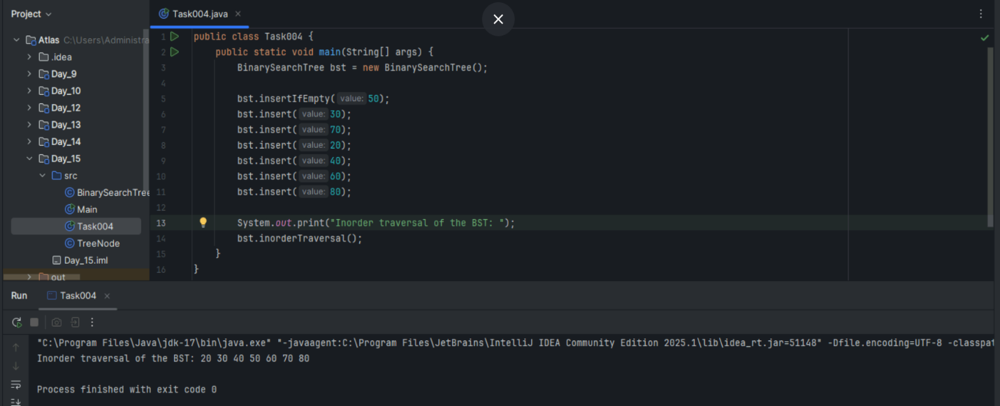 Project
Task004.java
Atlas C:\Users\Administra
.idea
Day_9
Day_10
Day_12
Day_13
Day_14
Day_15
src
BinarySearchTree
Main
Task004
TreeNode
Day_15.iml
out
1 public class Task004 {
2 public static void main(String[] args) {
3 BinarySearchTree bst = new BinarySearchTree();
4
5 bst.insertIfEmpty( value: 50);
6 bst.insert( value: 30);
7 bst.insert( value: 70);
8 bst.insert( value: 20);
9 bst.insert( value: 40);
10 bst.insert( value: 60);
11 bst.insert( value: 80);
12
13 System.out.print("Inorder traversal of the BST: ");
14 bst.inorderTraversal();
15 }
16 }
Run Task004
"C:\Program Files\Java\jdk-17\bin\java.exe" "-javaagent:C:\Program Files\JetBrains\IntelliJ IDEA Community Edition 2025.1\lib\idea_rt.jar=51148" -Dfile.encoding=UTF-8 -classpat
Inorder traversal of the BST: 20 30 40 50 60 70 80
Process finished with exit code 0